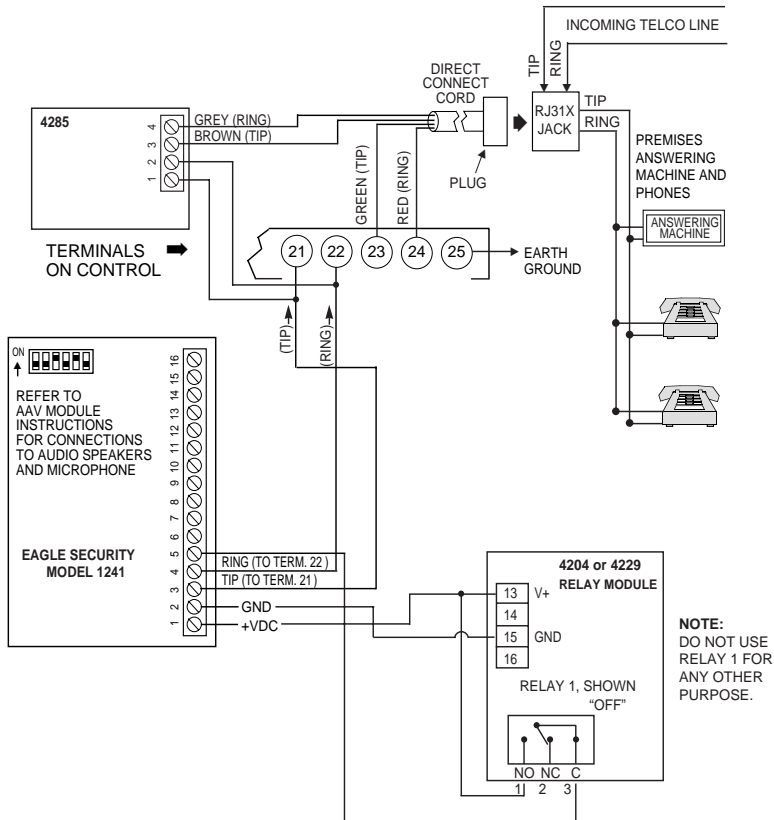 INCOMING TELCO LINE
TIP
RING
DIRECT
CONNECT
CORD
4285
4
3
2
1
GREY (RING)
BROWN (TIP)
GREEN (TIP)
RED (RING)
PLUG
RJ31X
JACK
TIP
RING
PREMISES
ANSWERING
MACHINE AND
PHONES
ANSWERING
MACHINE
TERMINALS
ON CONTROL
21
22
23
24
25
EARTH
GROUND
(TIP)
(RING)
ON
REFER TO
AAV MODULE
INSTRUCTIONS
FOR CONNECTIONS
TO AUDIO SPEAKERS
AND MICROPHONE
EAGLE SECURITY
MODEL 1241
16
15
14
13
12
11
10
9
8
7
6
5
4
3
2
1
RING (TO TERM. 22 )
TIP (TO TERM. 21)
GND
+VDC
4204 or 4229
RELAY MODULE
13 V+
14
15 GND
16
RELAY 1, SHOWN
“OFF”
NO NC C
1 2 3
NOTE:
DO NOT USE
RELAY 1 FOR
ANY OTHER
PURPOSE.